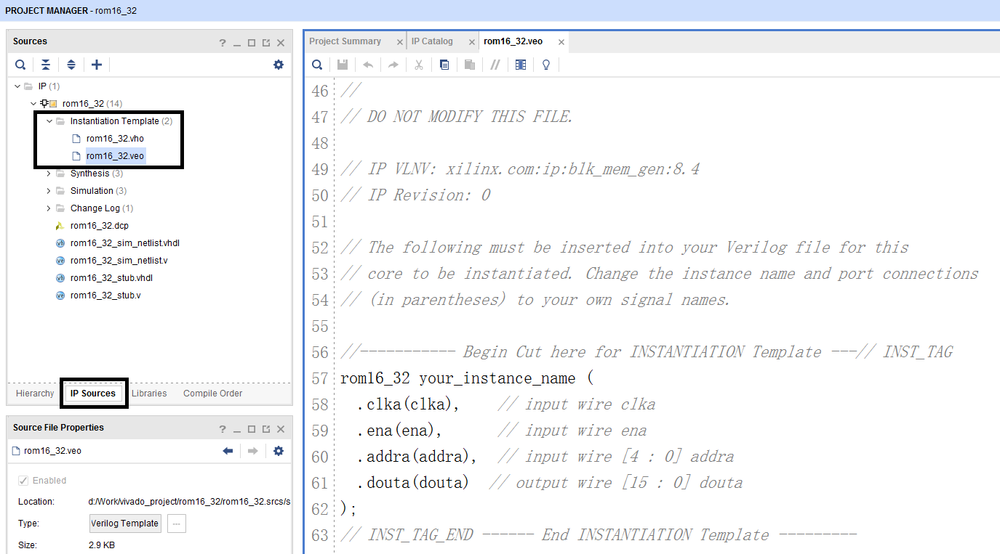 PROJECT MANAGER - rom16_32
Sources
IP (1)
rom16_32 (14)
Instantiation Template (2)
rom16_32.vho
rom16_32.veo
Synthesis (3)
Simulation (3)
Change Log (1)
rom16_32.dcp
rom16_32_sim_netlist.vhdl
rom16_32_sim_netlist.v
rom16_32_stub.vhdl
rom16_32_stub.v
Hierarchy IP Sources Libraries Compile Order
Source File Properties
rom16_32.veo
Enabled
Location: d:/Work/vivado_project/rom16_32/rom16_32.srcs/s
Type: Verilog Template ...
Size: 2.9 KB
Project Summary IP Catalog rom16_32.veo
46 //
47 // DO NOT MODIFY THIS FILE.
48
49 // IP VLNV: xilinx.com:ip:blk_mem_gen:8.4
50 // IP Revision: 0
51
52 // The following must be inserted into your Verilog file for this
53 // core to be instantiated. Change the instance name and port connections
54 // (in parentheses) to your own signal names.
55
56 //----------- Begin Cut here for INSTANTIATION Template ---// INST_TAG
57 rom16_32 your_instance_name (
58 .clka(clka), // input wire clka
59 .ena(ena), // input wire ena
60 .addra(addra), // input wire [4 : 0] addra
61 .douta(douta) // output wire [15 : 0] douta
62 );
63 // INST_TAG_END ------ End INSTANTIATION Template ---------